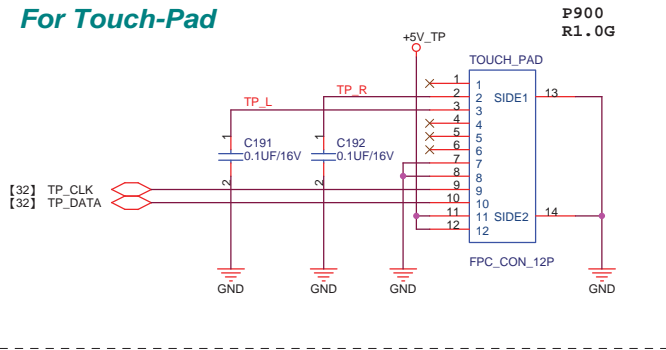 For Touch-Pad
P900
R1.0G
+5V_TP
TOUCH_PAD
1 1
TP_R
2 2 SIDE1 13
TP_L
3 3
4 4
1 C191 0.1UF/16V 2
1 C192 0.1UF/16V 2
5 5
6 6
7 7
8 8
【32】 TP_CLK
9 9
【32】 TP_DATA
10 10
11 11 SIDE2 14
12 12
FPC_CON_12P
GND GND GND GND